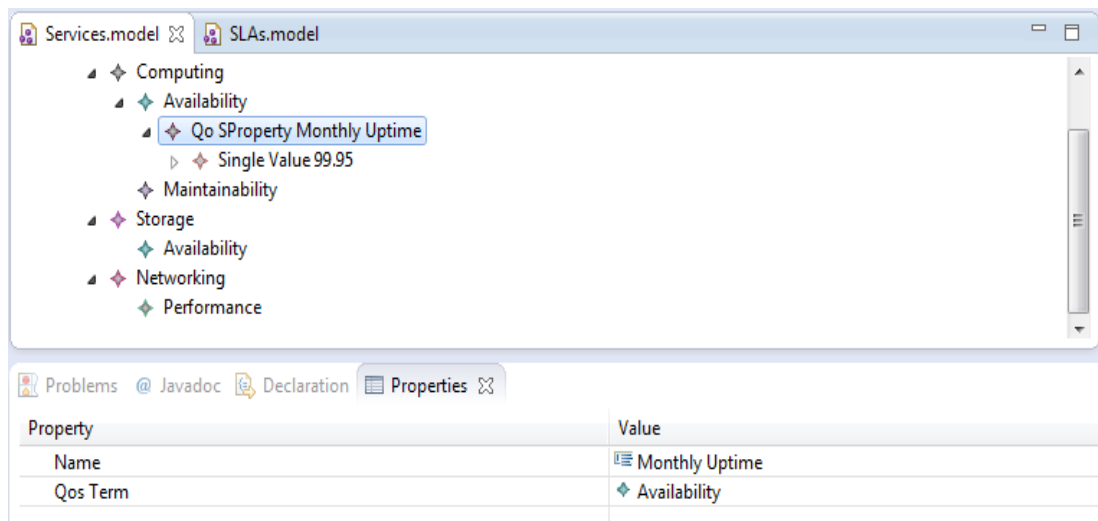 Services.model SLAs.model
Computing
Availability
Qo SProperty Monthly Uptime
Single Value 99.95
Maintainability
Storage
Availability
Networking
Performance
Problems @ Javadoc Declaration Properties
Property Value
Name Monthly Uptime
Qos Term Availability